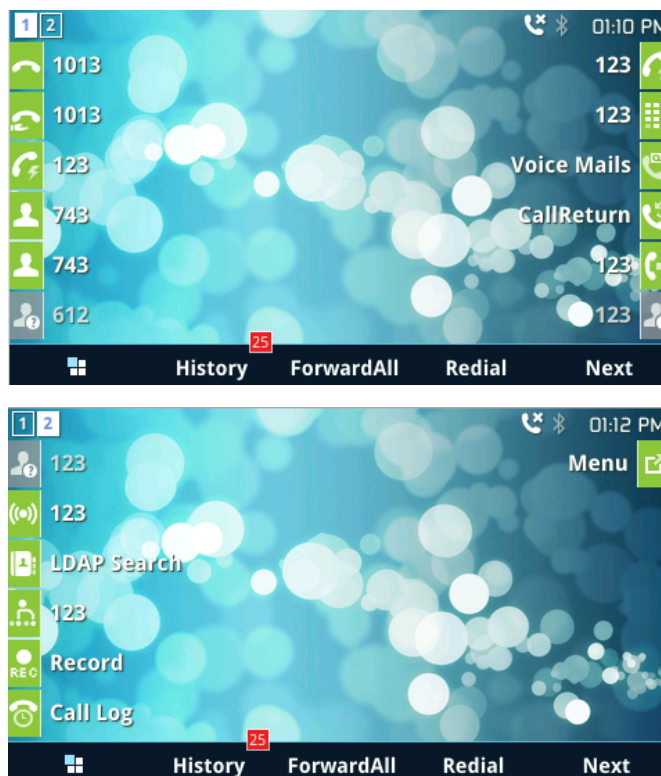 1 2 01:10 PM
1013 123
1013 123
123 Voice Mails
743 CallReturn
743 123
612 123
25
History ForwardAll Redial Next
1 2 01:12 PM
123 Menu
123
LDAP Search
123
REC Record
Call Log
25
History ForwardAll Redial Next